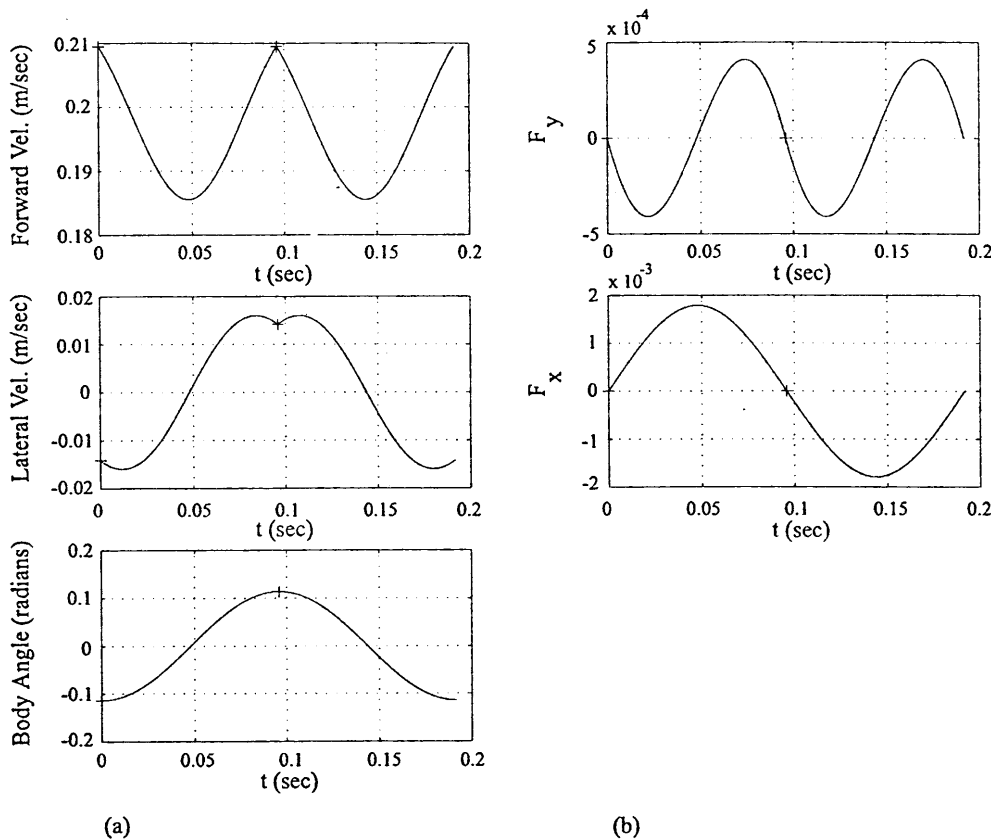 Forward Vel. (m/sec)
0.21
0.2
0.19
0.18
0 0.05 0.1 0.15 0.2
t (sec)
Lateral Vel. (m/sec)
0.02
0.01
0
-0.01
-0.02
0 0.05 0.1 0.15 0.2
t (sec)
Body Angle (radians)
0.2
0.1
0
-0.1
-0.2
0 0.05 0.1 0.15 0.2
t (sec)
(a)
x 10^-4
F_y
5
0
-5
0 0.05 0.1 0.15 0.2
t (sec)
x 10^-3
F_x
2
1
0
-1
-2
0 0.05 0.1 0.15 0.2
t (sec)
(b)